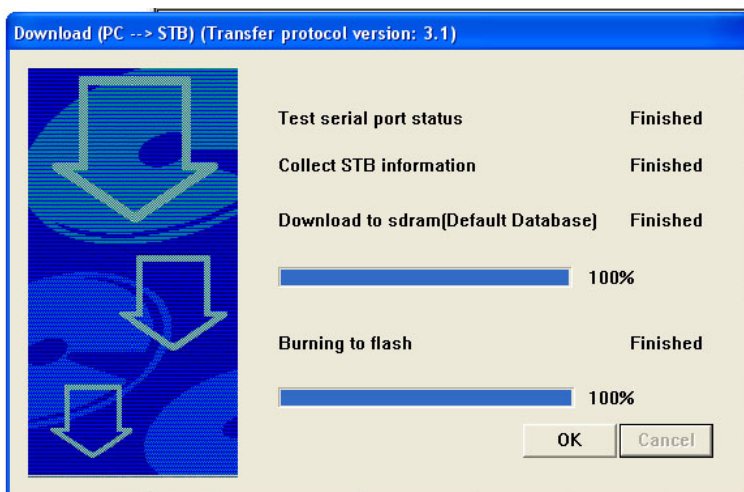 Download (PC --> STB) (Transfer protocol version: 3.1)
Test serial port status Finished
Collect STB information Finished
Download to sdram(Default Database) Finished
100%
Burning to flash Finished
100%
OK Cancel